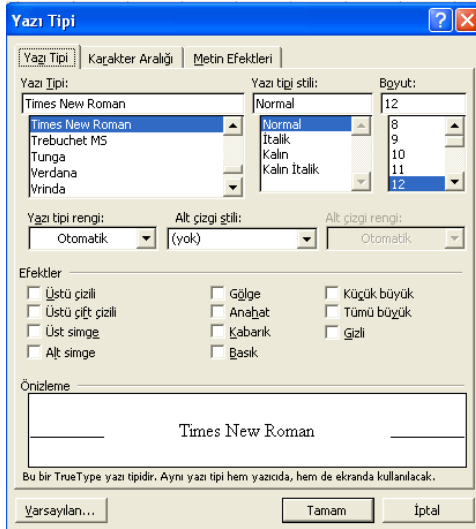 Yazı Tipi
Yazı Tipi Karakter Aralığı Metin Efektleri
Yazı Tipi: Yazı tipi stili: Boyut:
Times New Roman Normal 12
Times New Roman Normal 8
Trebuchet MS İtalik 9
Tunga Kalın 10
Verdana Kalın İtalik 11
Vrinda 12
Yazı tipi rengi: Alt çizgi stili: Alt çizgi rengi:
Otomatik (yok) Otomatik
Efektler
Üstü çizili Gölge Küçük büyük
Üstü çift çizili Anahat Tümü büyük
Üst simge Kabarık Gizli
Alt simge Basık
Önizleme
Times New Roman
Bu bir TrueType yazı tipidir. Aynı yazı tipi hem yazıcıda, hem de ekranda kullanılacak.
Varsayılan... Tamam İptal